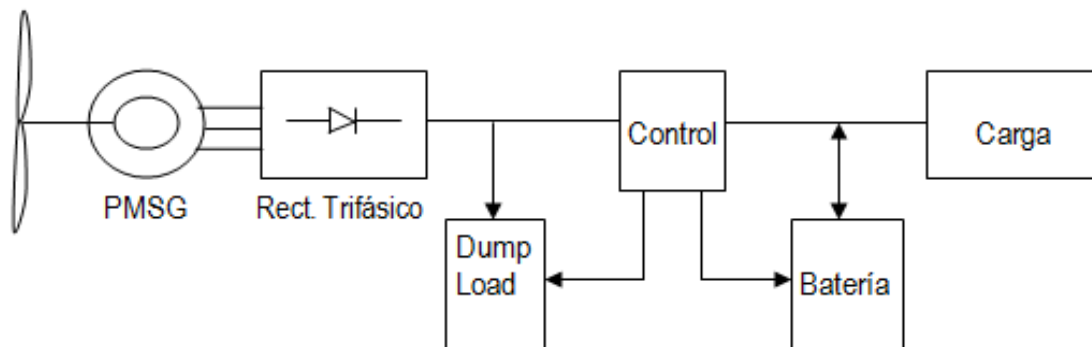 PMSG
Rect. Trifásico
Dump
Load
Control
Batería
Carga